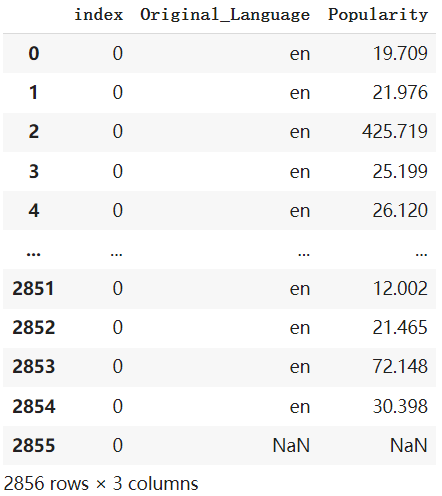 index Original_Language Popularity
0 0 en 19.709
1 0 en 21.976
2 0 en 425.719
3 0 en 25.199
4 0 en 26.120
... ... ... ...
2851 0 en 12.002
2852 0 en 21.465
2853 0 en 72.148
2854 0 en 30.398
2855 0 NaN NaN
2856 rows × 3 columns